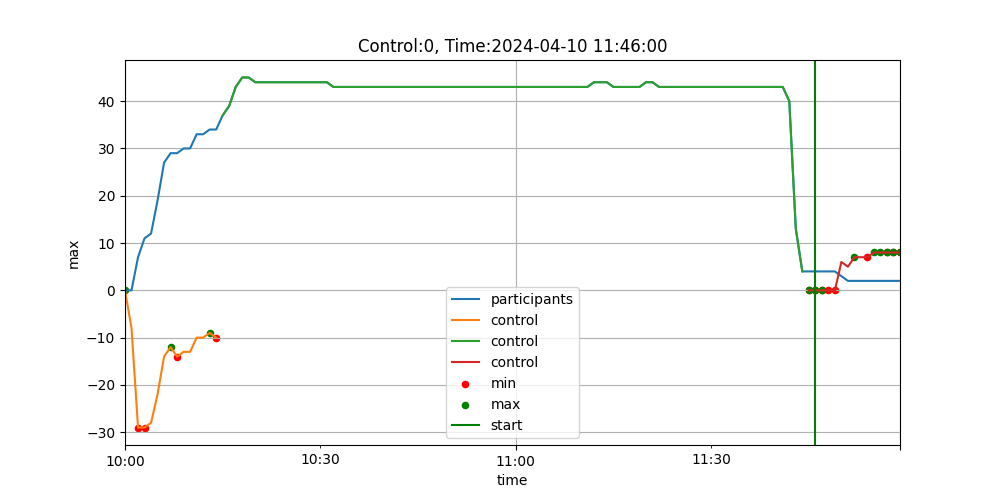 Control:0, Time:2024-04-10 11:46:00
max
40
30
20
10
0
−10
−20
−30
participants
control
control
control
min
max
start
10:00
10:30
11:00
11:30
time